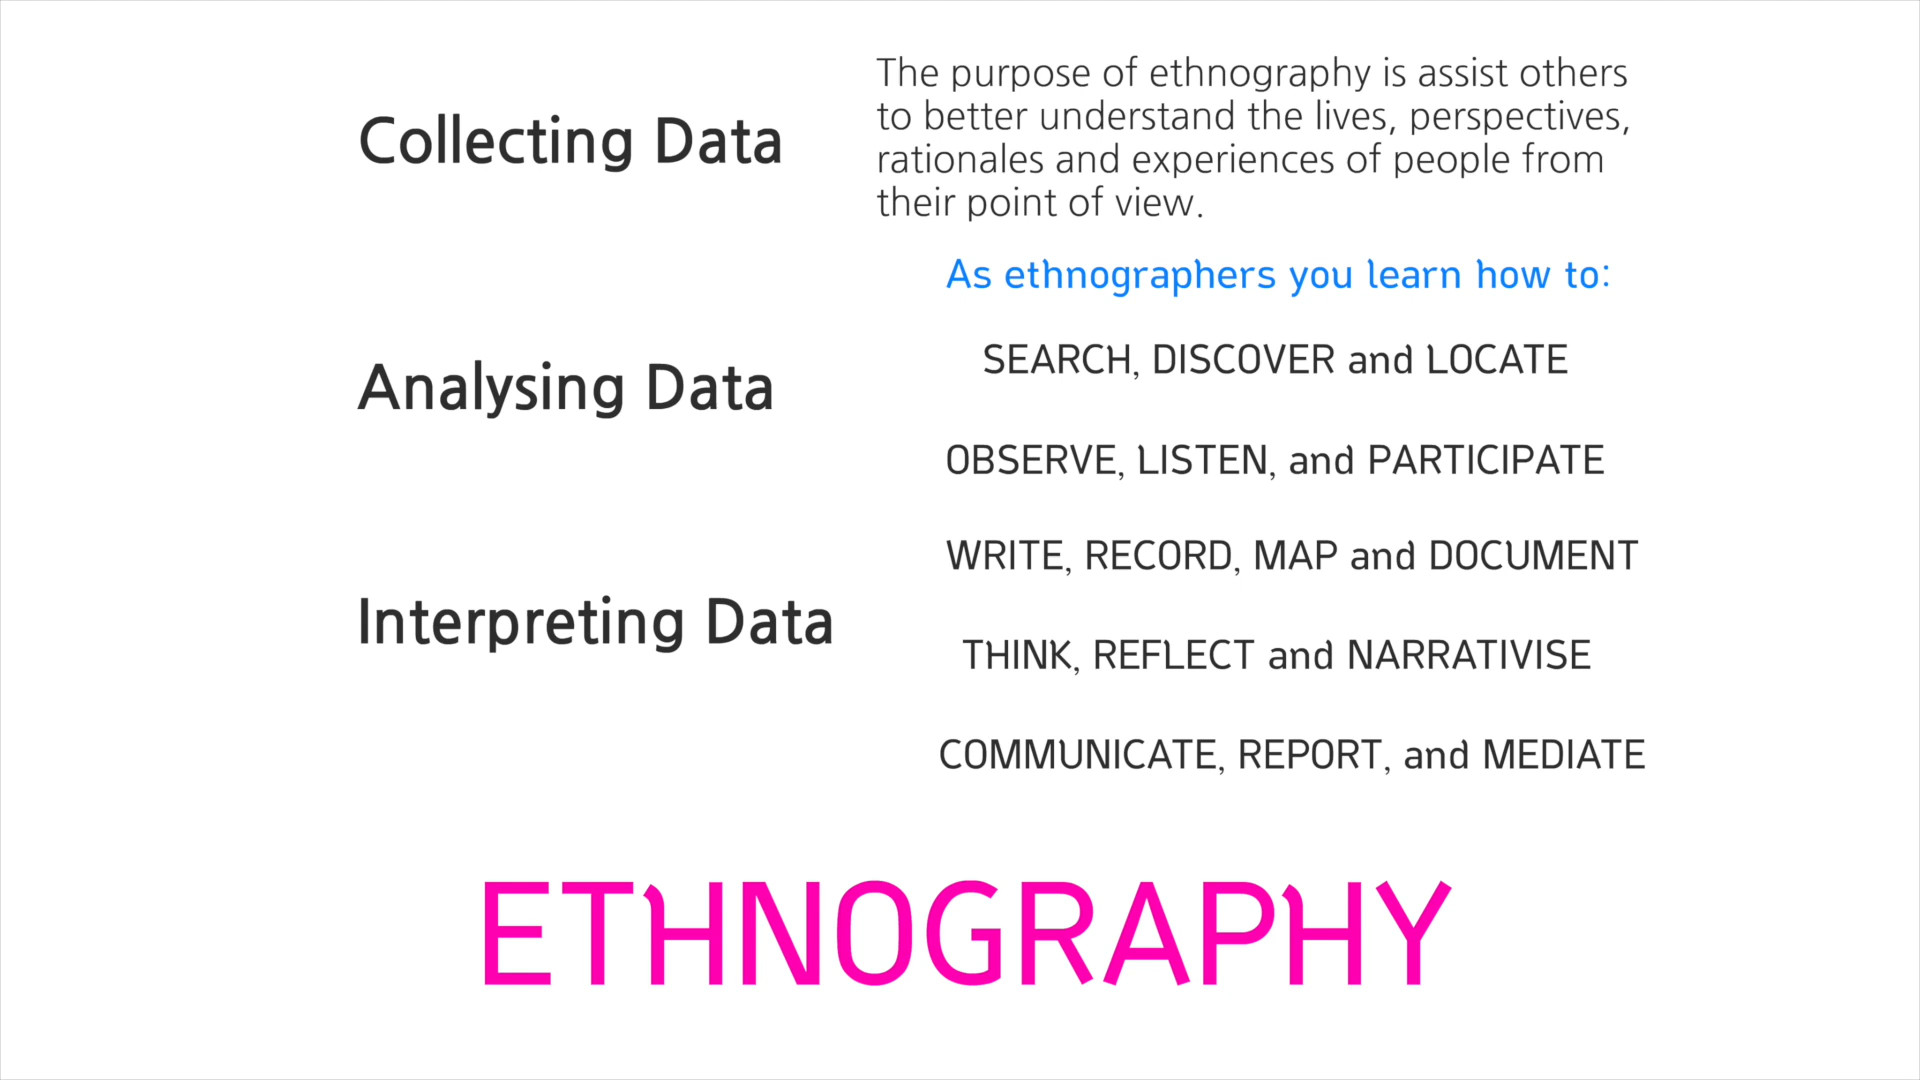 Collecting Data
The purpose of ethnography is assist others
to better understand the lives, perspectives,
rationales and experiences of people from
their point of view.
As ethnographers you learn how to:
Analysing Data
SEARCH, DISCOVER and LOCATE
OBSERVE, LISTEN, and PARTICIPATE
Interpreting Data
WRITE, RECORD, MAP and DOCUMENT
THINK, REFLECT and NARRATIVISE
COMMUNICATE, REPORT, and MEDIATE
ETHNOGRAPHY